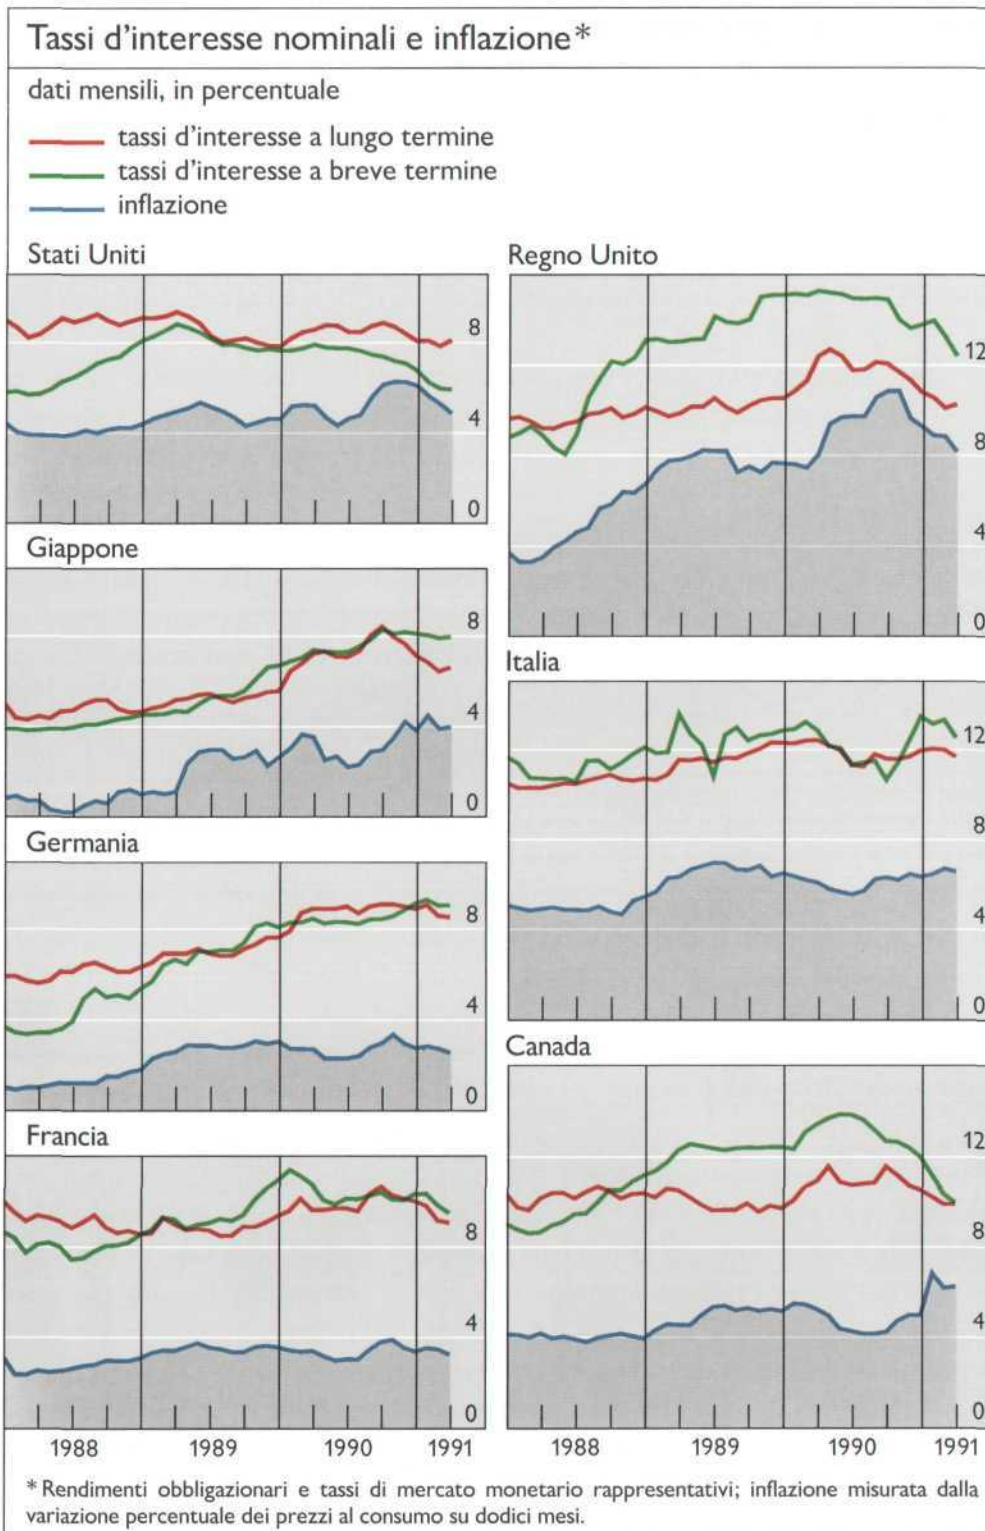 Tassi d'interesse nominali e inflazione*
dati mensili, in percentuale
tassi d'interesse a lungo termine
tassi d'interesse a breve termine
inflazione
Stati Uniti
8
4
0
Giappone
8
4
0
Germania
8
4
0
Francia
8
4
0
1988 1989 1990 1991
Regno Unito
12
8
4
0
Italia
12
8
4
0
Canada
12
8
4
0
1988 1989 1990 1991
* Rendimenti obbligazionari e tassi di mercato monetario rappresentativi; inflazione misurata dalla
variazione percentuale dei prezzi al consumo su dodici mesi.